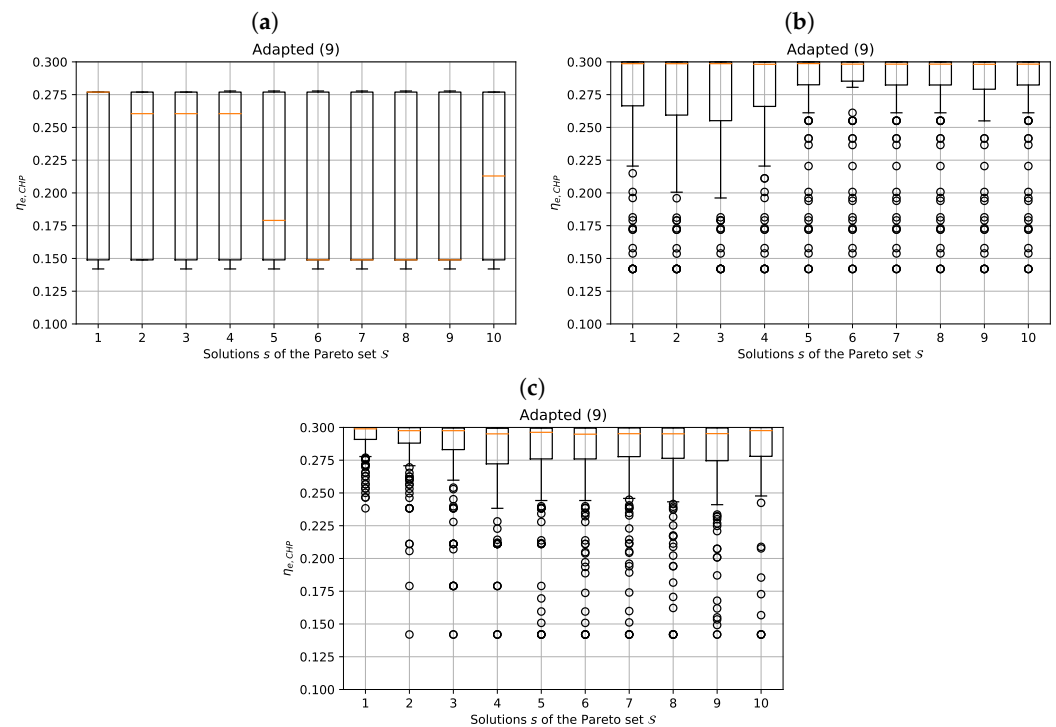 (a)
Adapted (9)
0.300
0.275
0.250
0.225
0.200
0.175
0.150
0.125
0.100
ηe,CHP
1 2 3 4 5 6 7 8 9 10
Solutions s of the Pareto set S
(b)
Adapted (9)
0.300
0.275
0.250
0.225
0.200
0.175
0.150
0.125
0.100
ηe,CHP
1 2 3 4 5 6 7 8 9 10
Solutions s of the Pareto set S
(c)
Adapted (9)
0.300
0.275
0.250
0.225
0.200
0.175
0.150
0.125
0.100
ηe,CHP
1 2 3 4 5 6 7 8 9 10
Solutions s of the Pareto set S